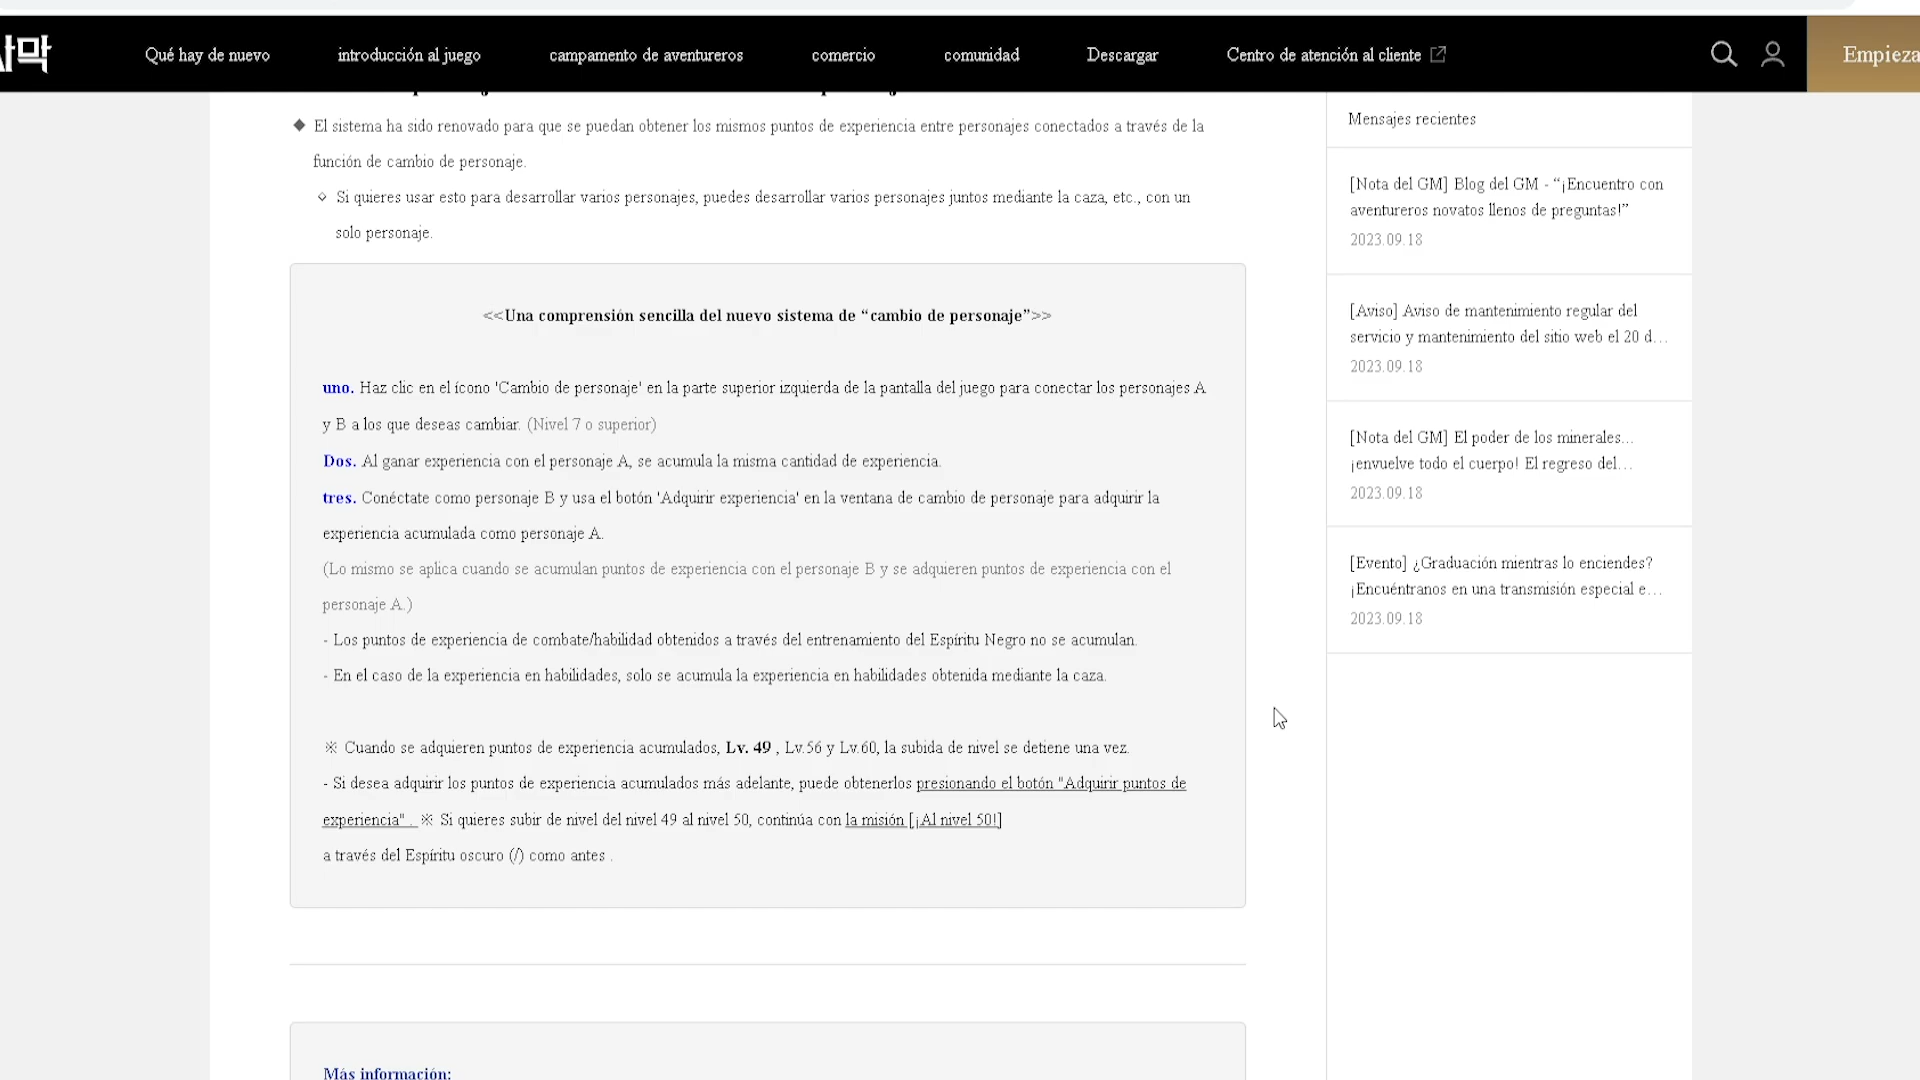 막
Qué hay de nuevo
introducción al juego
campamento de aventureros
comercio
comunidad
Descargar
Centro de atención al cliente
Empieza
◆ El sistema ha sido renovado para que se puedan obtener los mismos puntos de experiencia entre personajes conectados a través de la
función de cambio de personaje.
◇ Si quieres usar esto para desarrollar varios personajes, puedes desarrollar varios personajes juntos mediante la caza, etc., con un
solo personaje.
<<Una comprensión sencilla del nuevo sistema de “cambio de personaje”>>
uno. Haz clic en el ícono 'Cambio de personaje' en la parte superior izquierda de la pantalla del juego para conectar los personajes A
y B a los que deseas cambiar. (Nivel 7 o superior)
Dos. Al ganar experiencia con el personaje A, se acumula la misma cantidad de experiencia.
tres. Conéctate como personaje B y usa el botón 'Adquirir experiencia' en la ventana de cambio de personaje para adquirir la
experiencia acumulada como personaje A.
(Lo mismo se aplica cuando se acumulan puntos de experiencia con el personaje B y se adquieren puntos de experiencia con el
personaje A.)
- Los puntos de experiencia de combate/habilidad obtenidos a través del entrenamiento del Espíritu Negro no se acumulan.
- En el caso de la experiencia en habilidades, solo se acumula la experiencia en habilidades obtenida mediante la caza.
※ Cuando se adquieren puntos de experiencia acumulados, Lv. 49 , Lv.56 y Lv.60, la subida de nivel se detiene una vez.
- Si desea adquirir los puntos de experiencia acumulados más adelante, puede obtenerlos presionando el botón "Adquirir puntos de
experiencia" . ※ Si quieres subir de nivel del nivel 49 al nivel 50, continúa con la misión [¡Al nivel 50!]
a través del Espíritu oscuro (/) como antes .
Más información:
Mensajes recientes
[Nota del GM] Blog del GM - “¡Encuentro con
aventureros novatos llenos de preguntas!”
2023.09.18
[Aviso] Aviso de mantenimiento regular del
servicio y mantenimiento del sitio web el 20 d…
2023.09.18
[Nota del GM] El poder de los minerales…
¡envuelve todo el cuerpo! El regreso del…
2023.09.18
[Evento] ¿Graduación mientras lo enciendes?
¡Encuéntranos en una transmisión especial e…
2023.09.18